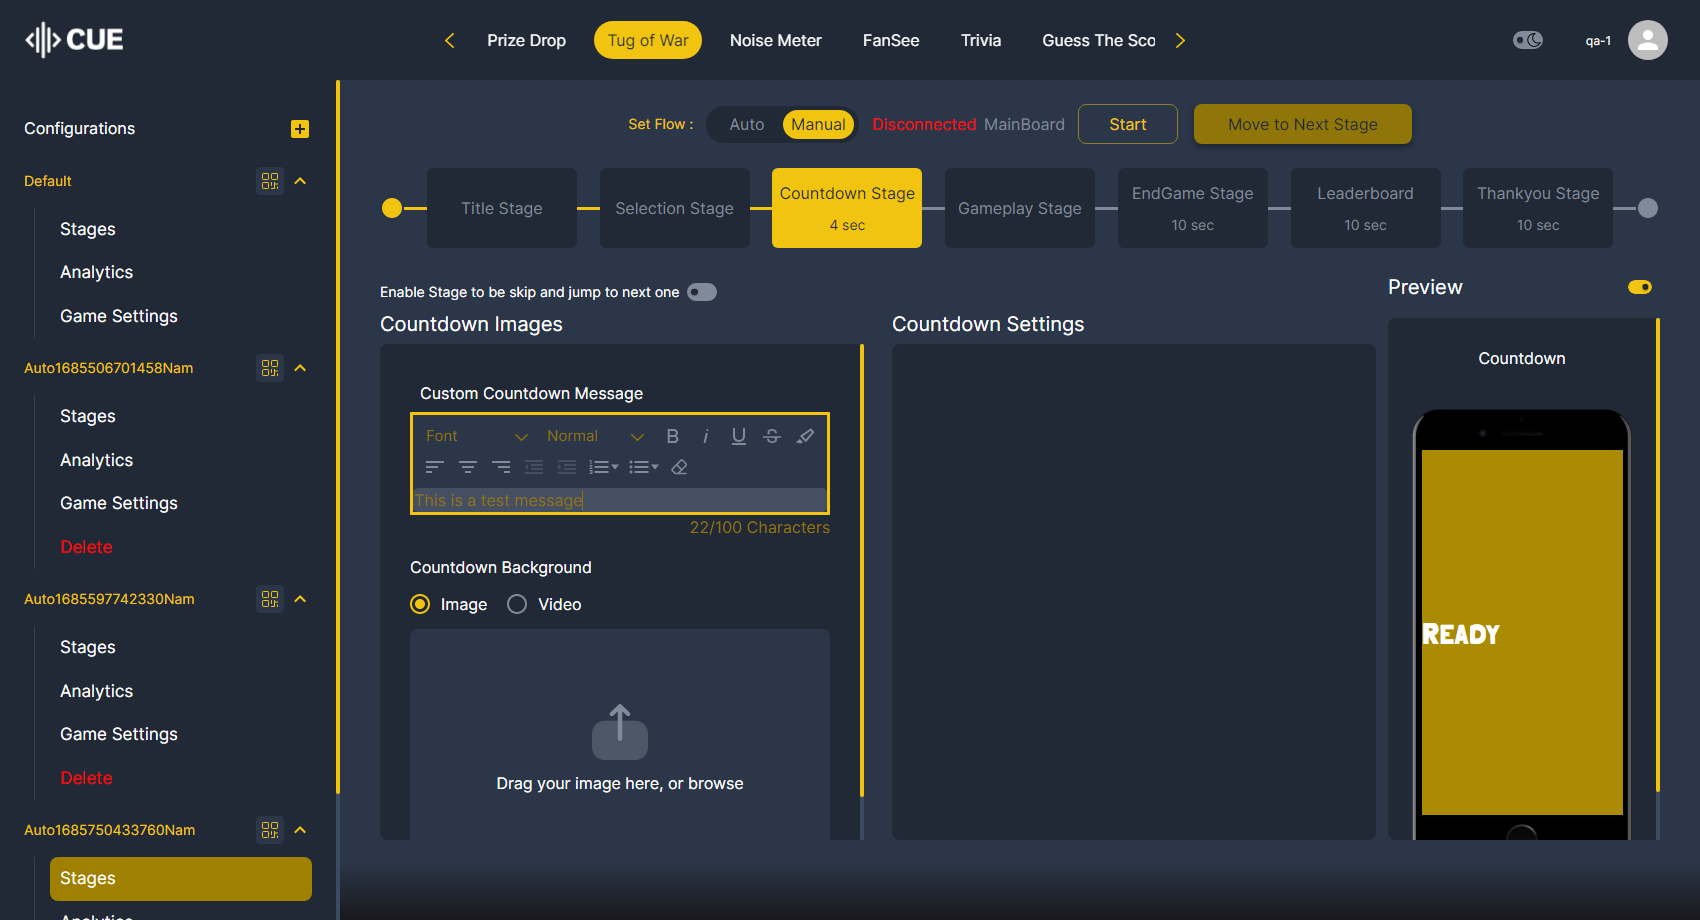 CUE
Prize Drop
Tug of War
Noise Meter
FanSee
Trivia
Guess The Sco
qa-1
Configurations
Default
Stages
Analytics
Game Settings
Auto1685506701458Nam
Stages
Analytics
Game Settings
Delete
Auto1685597742330Nam
Stages
Analytics
Game Settings
Delete
Auto1685750433760Nam
Stages
Analytics
Set Flow :
Auto
Manual
Disconnected MainBoard
Start
Move to Next Stage
Title Stage
Selection Stage
Countdown Stage
4 sec
Gameplay Stage
EndGame Stage
10 sec
Leaderboard
10 sec
Thankyou Stage
10 sec
Enable Stage to be skip and jump to next one
Countdown Images
Custom Countdown Message
Font
Normal
B
i
U
S
This is a test message
22/100 Characters
Countdown Background
Image
Video
Drag your image here, or browse
Countdown Settings
Preview
Countdown
READY